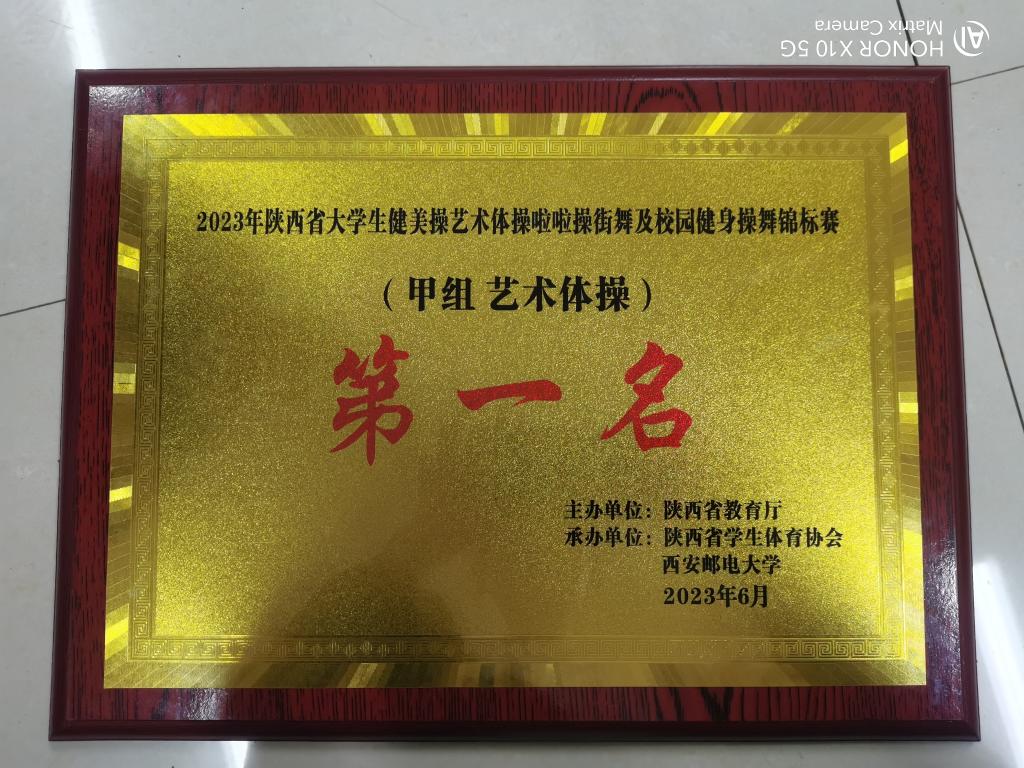 HONOR X10 5G
Matrix Camera
AI
2023年陕西省大学生健美操艺术体操啦啦操街舞及校园健身操舞锦标赛
（甲组 艺术体操）
第一名
主办单位：陕西省教育厅
承办单位：陕西省学生体育协会
西安邮电大学
2023年6月